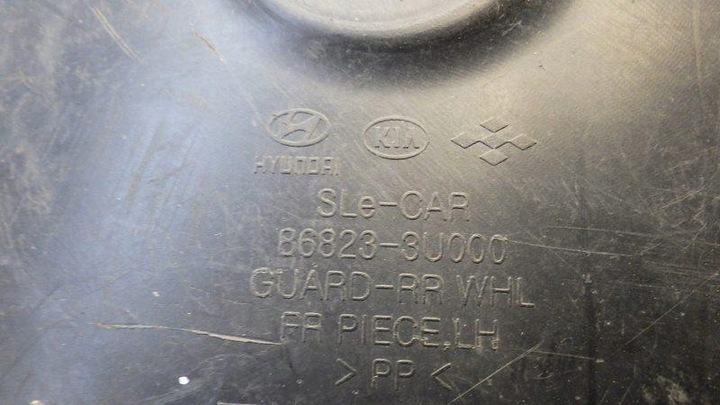 HYUNDAI KIA
SLe-CAR
86823-3U000
GUARD-RR WHL
FR PIECE,LH
> PP <